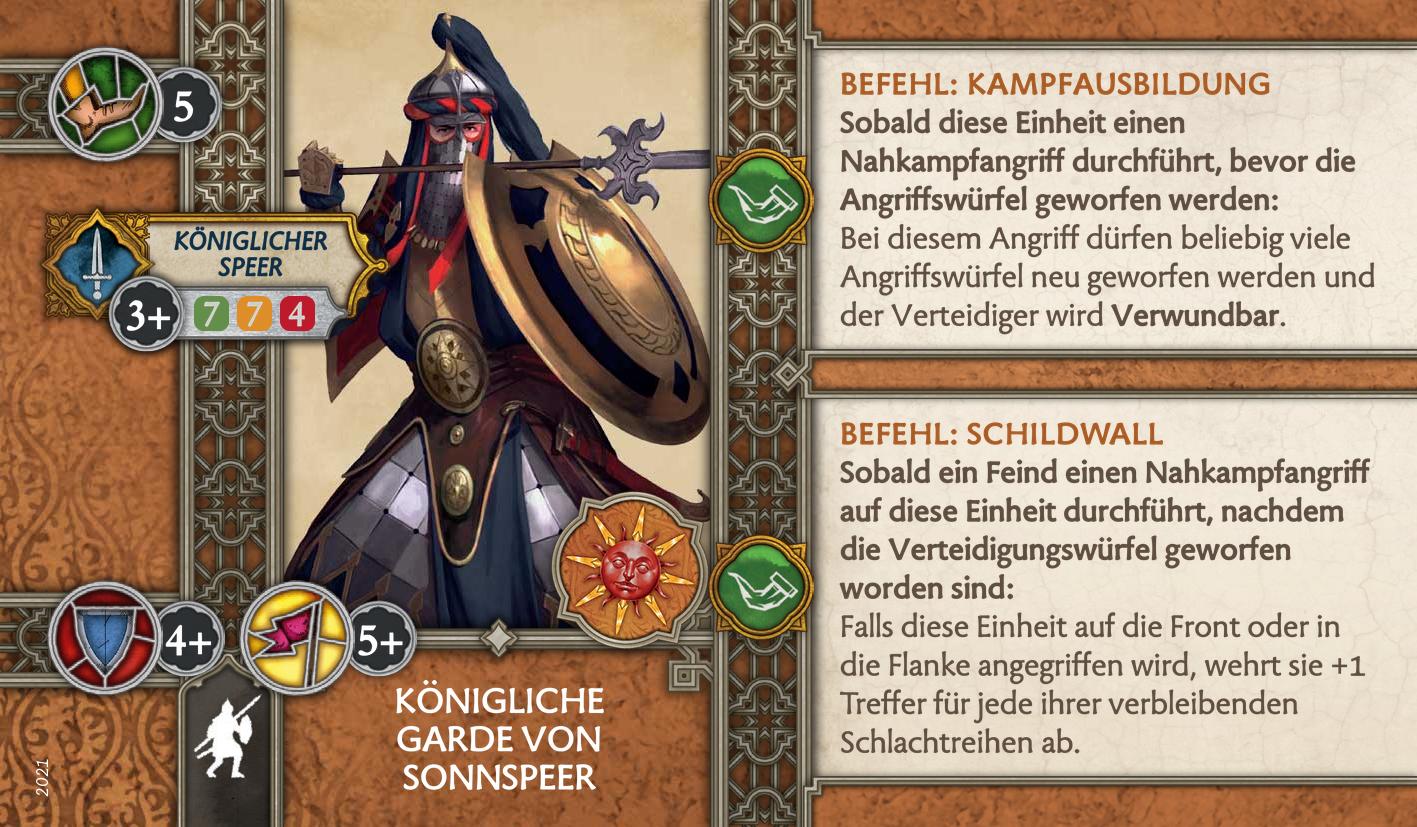 5
KÖNIGLICHER
SPEER
3+ 7 7 4
4+ 5+
KÖNIGLICHE
GARDE VON
SONNSPEER
2021
BEFEHL: KAMPFAUSBILDUNG
Sobald diese Einheit einen
Nahkampfangriff durchführt, bevor die
Angriffswürfel geworfen werden:
Bei diesem Angriff dürfen beliebig viele
Angriffswürfel neu geworfen werden und
der Verteidiger wird Verwundbar.
BEFEHL: SCHILDWALL
Sobald ein Feind einen Nahkampfangriff
auf diese Einheit durchführt, nachdem
die Verteidigungswürfel geworfen
worden sind:
Falls diese Einheit auf die Front oder in
die Flanke angegriffen wird, wehrt sie +1
Treffer für jede ihrer verbleibenden
Schlachtreihen ab.